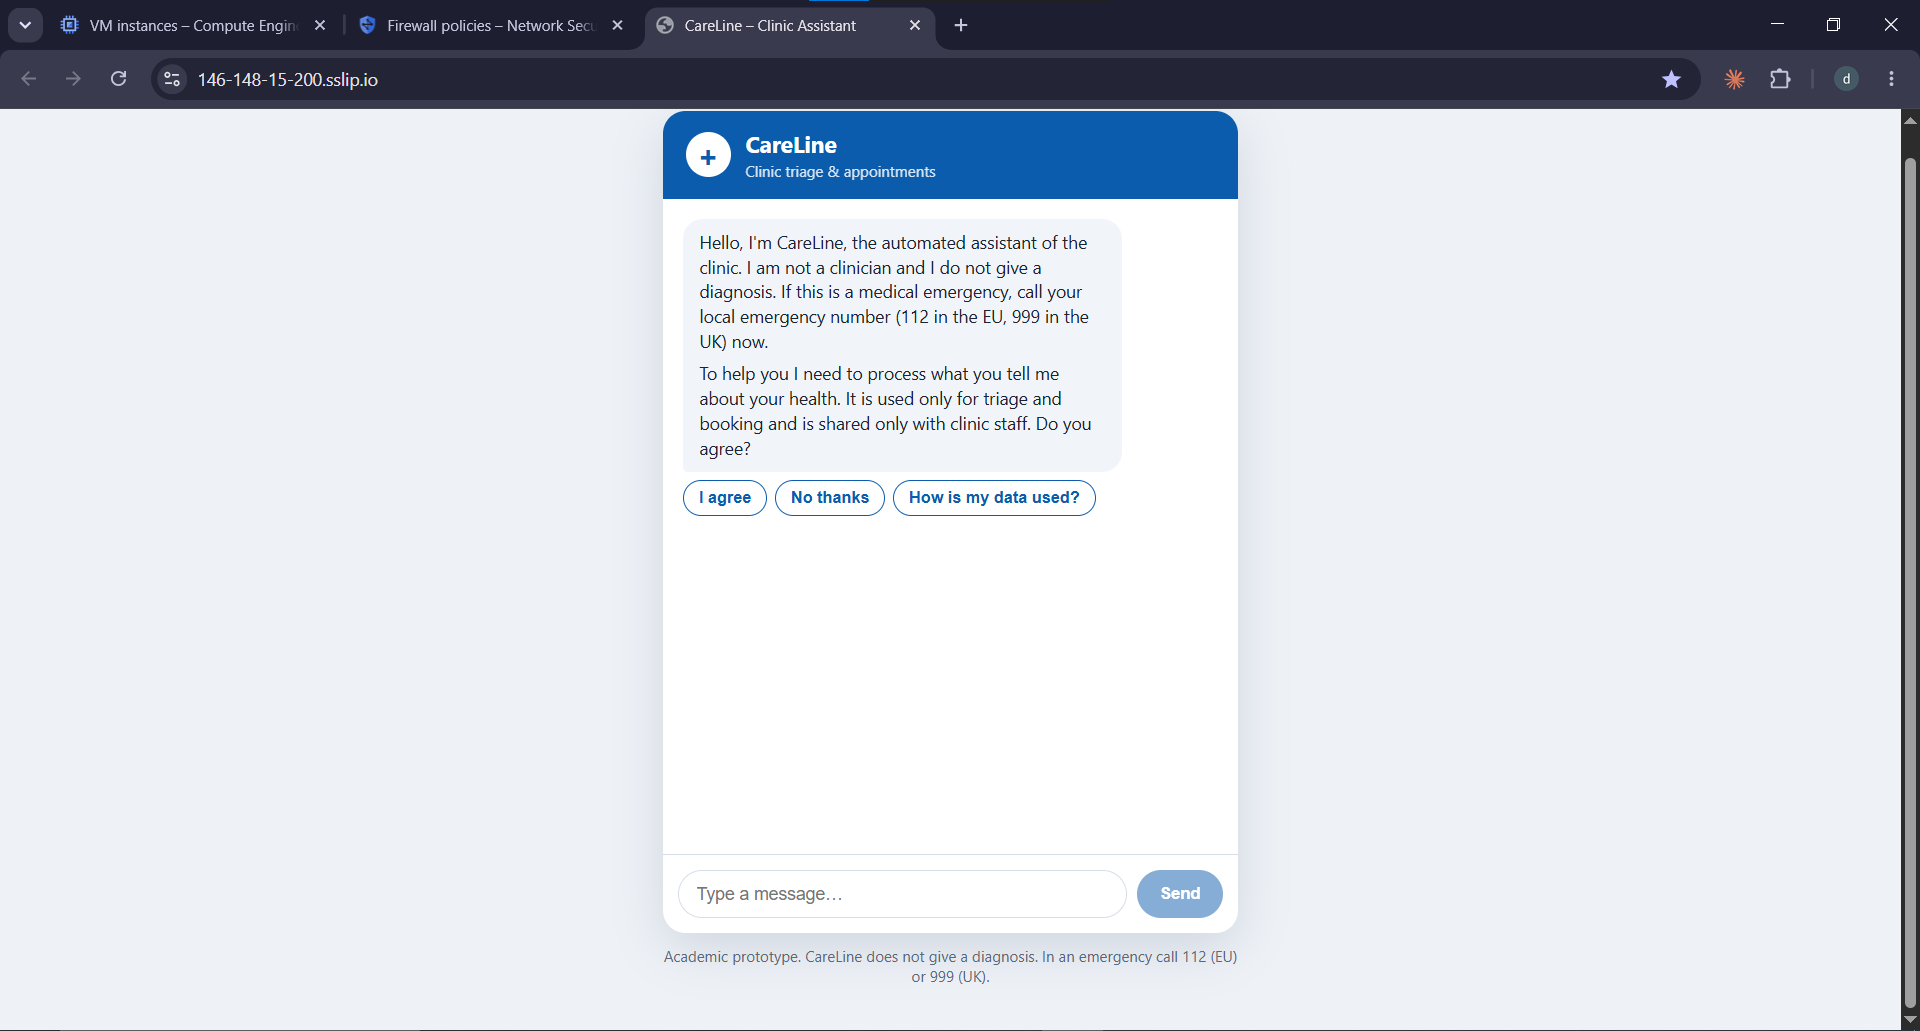 VM instances – Compute Engin
Firewall policies – Network Secu
CareLine – Clinic Assistant
146-148-15-200.sslip.io
d
+
CareLine
Clinic triage & appointments
Hello, I'm CareLine, the automated assistant of the
clinic. I am not a clinician and I do not give a
diagnosis. If this is a medical emergency, call your
local emergency number (112 in the EU, 999 in the
UK) now.
To help you I need to process what you tell me
about your health. It is used only for triage and
booking and is shared only with clinic staff. Do you
agree?
I agree
No thanks
How is my data used?
Type a message…
Send
Academic prototype. CareLine does not give a diagnosis. In an emergency call 112 (EU)
or 999 (UK).